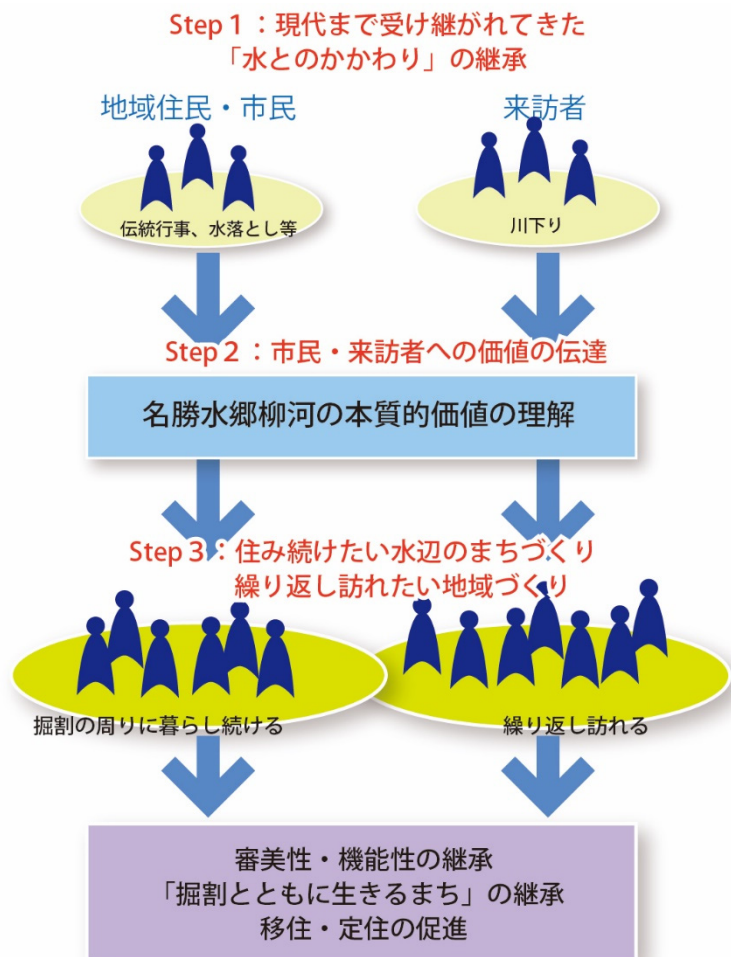 Step 1：現代まで受け継がれてきた
「水とのかかわり」の継承
地域住民・市民
来訪者
伝統行事、水落とし等
川下り
Step 2：市民・来訪者への価値の伝達
名勝水郷柳河の本質的価値の理解
Step 3：住み続けたい水辺のまちづくり
繰り返し訪れたい地域づくり
掘割の周りに暮らし続ける
繰り返し訪れる
審美性・機能性の継承
「掘割とともに生きるまち」の継承
移住・定住の促進